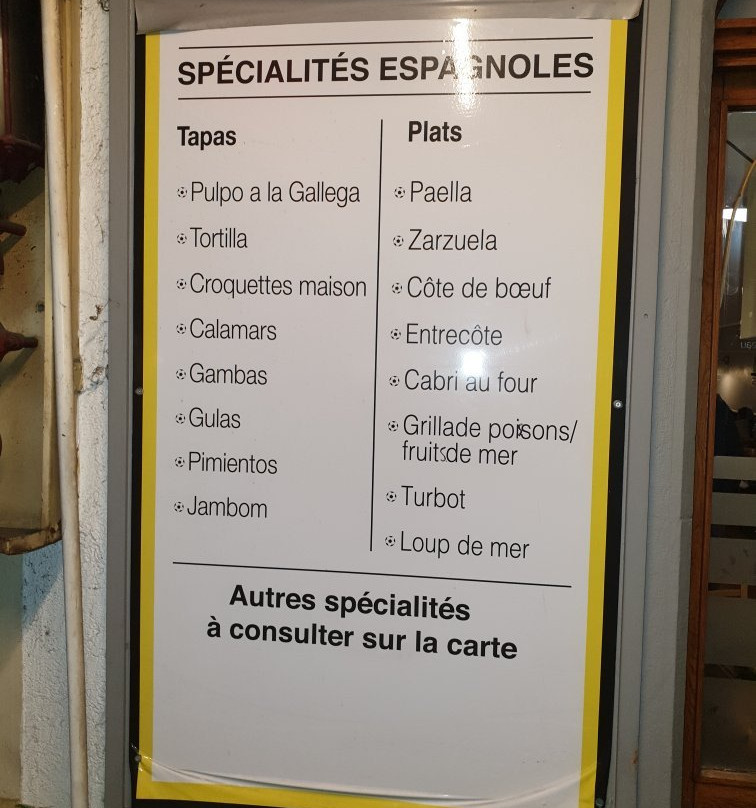 SPÉCIALITÉS ESPAGNOLES
Tapas
Pulpo a la Gallega
Tortilla
Croquettes maison
Calamars
Gambas
Gulas
Pimientos
Jambom
Plats
Paella
Zarzuela
Côte de bœuf
Entrecôte
Cabri au four
Grillade poisons/
fruitsde mer
Turbot
Loup de mer
Autres spécialités
à consulter sur la carte